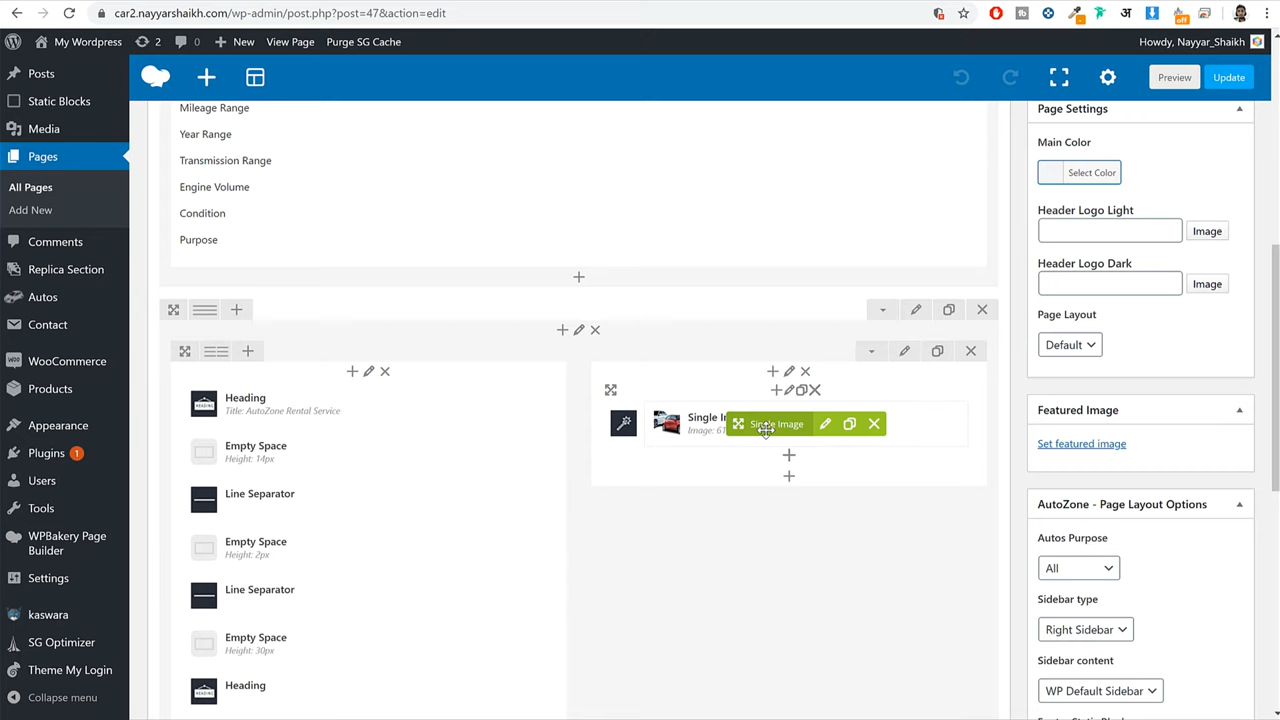 car2.nayyarshaikh.com/wp-admin/post.php?post=47&action=edit
अ
off
My Wordpress
2
0
New
View Page
Purge SG Cache
Howdy, Nayyar_Shaikh
Posts
Static Blocks
Media
Pages
All Pages
Add New
Comments
Replica Section
Autos
Contact
WooCommerce
Products
Appearance
Plugins 1
Users
Tools
WPBakery Page
Builder
Settings
kaswara
SG Optimizer
Theme My Login
Collapse menu
Preview
Update
Mileage Range
Year Range
Transmission Range
Engine Volume
Condition
Purpose
HEADING
Heading
Title: AutoZone Rental Service
Empty Space
Height: 14px
Line Separator
Empty Space
Height: 2px
Line Separator
Empty Space
Height: 30px
HEADING
Heading
Single I
Image: 61
Single Image
Page Settings
Main Color
Select Color
Header Logo Light
Image
Header Logo Dark
Image
Page Layout
Default
Featured Image
Set featured image
AutoZone - Page Layout Options
Autos Purpose
All
Sidebar type
Right Sidebar
Sidebar content
WP Default Sidebar